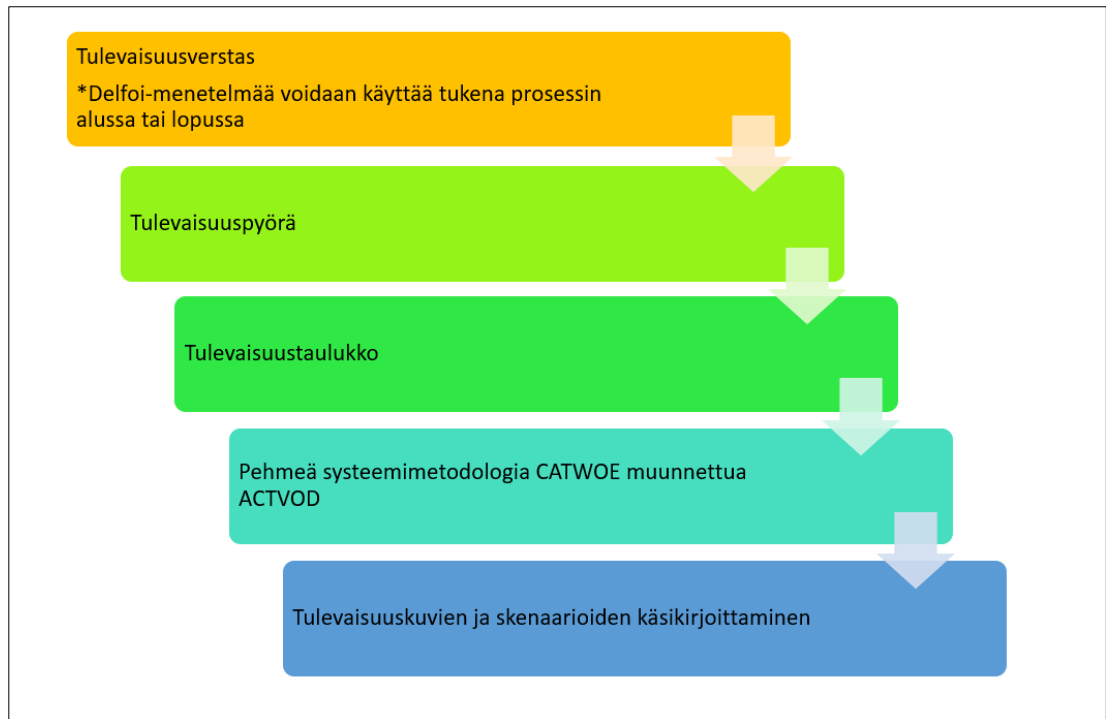 Tulevaisuusverstas
*Delfoi-menetelmää voidaan käyttää tukena prosessin
alussa tai lopussa
Tulevaisuuspyörä
Tulevaisuustaulukko
Pehmeä systeemimetodologia CATWOE muunnettua
ACTVOD
Tulevaisuuskuvien ja skenaarioiden käsikirjoittaminen